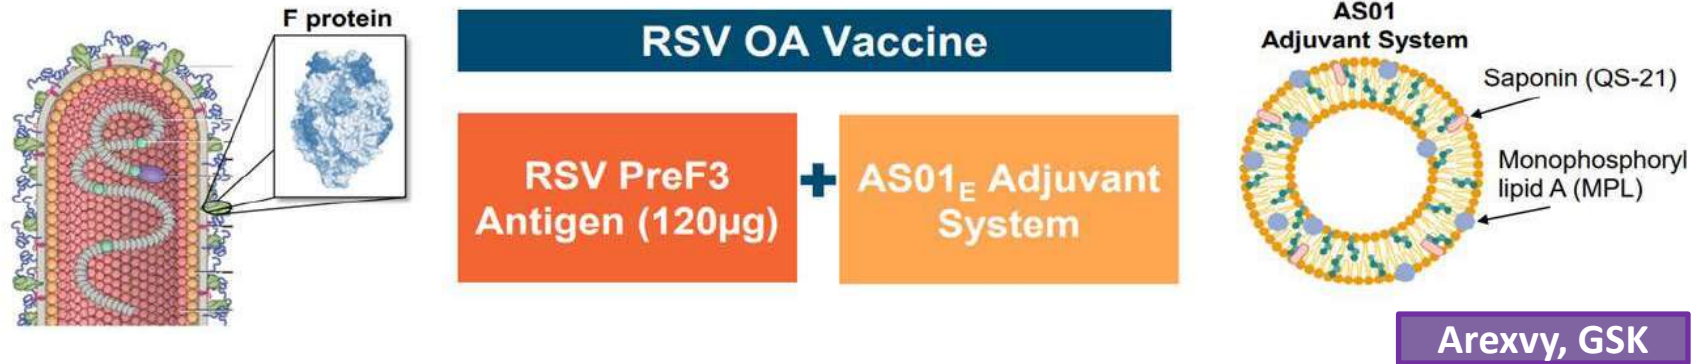 F protein
RSV OA Vaccine
RSV PreF3
Antigen (120µg)
+
AS01E Adjuvant
System
AS01
Adjuvant System
Saponin (QS-21)
Monophosphoryl
lipid A (MPL)
Arexvy, GSK